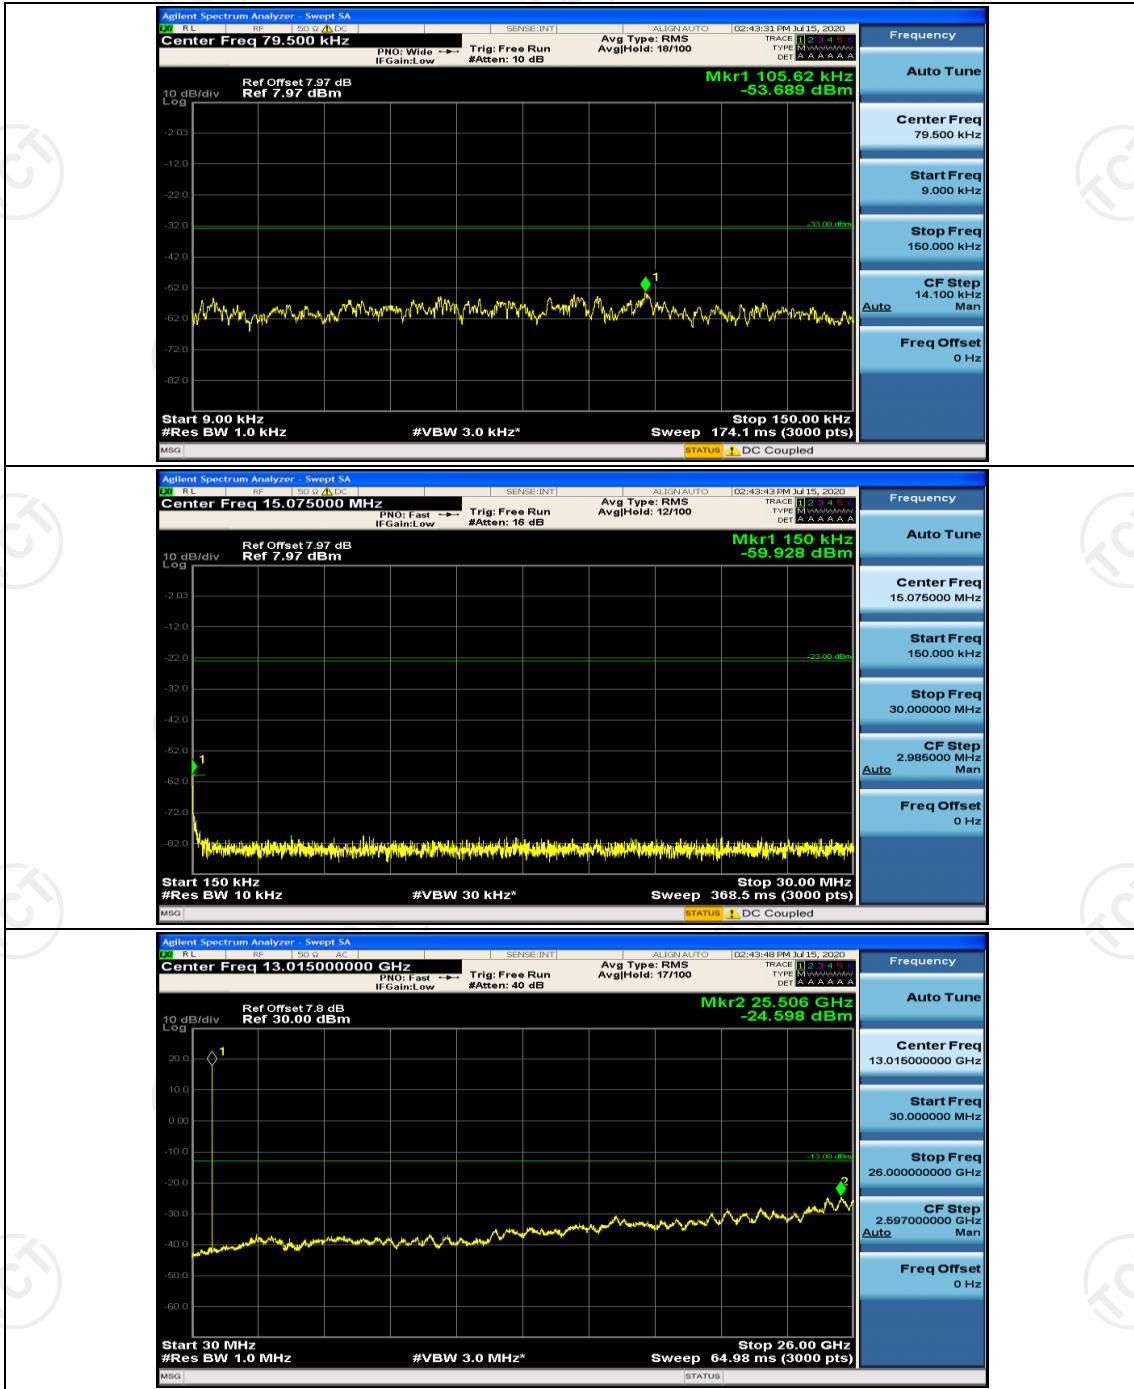 Agilent Spectrum Analyzer - Swept SA
LXI RL RF 50 Ω DC SENSE:INT ALIGN AUTO 02:43:31 PM Jul 15, 2020
Center Freq 79.500 kHz
PNO: Wide
IFGain:Low
Trig: Free Run
#Atten: 10 dB
Avg Type: RMS
Avg|Hold: 18/100
TRACE 1 2 3 4 5 6
TYPE M
DET A A A A A A
Ref Offset 7.97 dB
10 dB/div Ref 7.97 dBm
Log
Mkr1 105.62 kHz
-53.689 dBm
-2.03
-12.0
-22.0
-32.0
-42.0
-52.0
-62.0
-72.0
-82.0
-33.00 dBm
1
Start 9.00 kHz Stop 150.00 kHz
#Res BW 1.0 kHz #VBW 3.0 kHz* Sweep 174.1 ms (3000 pts)
MSG STATUS DC Coupled
Frequency
Auto Tune
Center Freq
79.500 kHz
Start Freq
9.000 kHz
Stop Freq
150.000 kHz
CF Step
14.100 kHz
Auto Man
Freq Offset
0 Hz
Agilent Spectrum Analyzer - Swept SA
LXI RL RF 50 Ω DC SENSE:INT ALIGN AUTO 02:43:43 PM Jul 15, 2020
Center Freq 15.075000 MHz
PNO: Fast
IFGain:Low
Trig: Free Run
#Atten: 16 dB
Avg Type: RMS
Avg|Hold: 12/100
TRACE 1 2 3 4 5 6
TYPE M
DET A A A A A A
Ref Offset 7.97 dB
10 dB/div Ref 7.97 dBm
Log
Mkr1 150 kHz
-59.928 dBm
-2.03
-12.0
-22.0
-32.0
-42.0
-52.0
-62.0
-72.0
-82.0
-23.00 dBm
1
Start 150 kHz Stop 30.00 MHz
#Res BW 10 kHz #VBW 30 kHz* Sweep 368.5 ms (3000 pts)
MSG STATUS DC Coupled
Frequency
Auto Tune
Center Freq
15.075000 MHz
Start Freq
150.000 kHz
Stop Freq
30.000000 MHz
CF Step
2.985000 MHz
Auto Man
Freq Offset
0 Hz
Agilent Spectrum Analyzer - Swept SA
LXI RL RF 50 Ω AC SENSE:INT ALIGN AUTO 02:43:48 PM Jul 15, 2020
Center Freq 13.015000000 GHz
PNO: Fast
IFGain:Low
Trig: Free Run
#Atten: 40 dB
Avg Type: RMS
Avg|Hold: 17/100
TRACE 1 2 3 4 5 6
TYPE M
DET A A A A A A
Ref Offset 7.8 dB
10 dB/div Ref 30.00 dBm
Log
Mkr2 25.506 GHz
-24.598 dBm
20.0
10.0
0.00
-10.0
-20.0
-30.0
-40.0
-50.0
-60.0
-13.00 dBm
1
2
Start 30 MHz Stop 26.00 GHz
#Res BW 1.0 MHz #VBW 3.0 MHz* Sweep 64.98 ms (3000 pts)
MSG STATUS
Frequency
Auto Tune
Center Freq
13.015000000 GHz
Start Freq
30.000000 MHz
Stop Freq
26.000000000 GHz
CF Step
2.597000000 GHz
Auto Man
Freq Offset
0 Hz